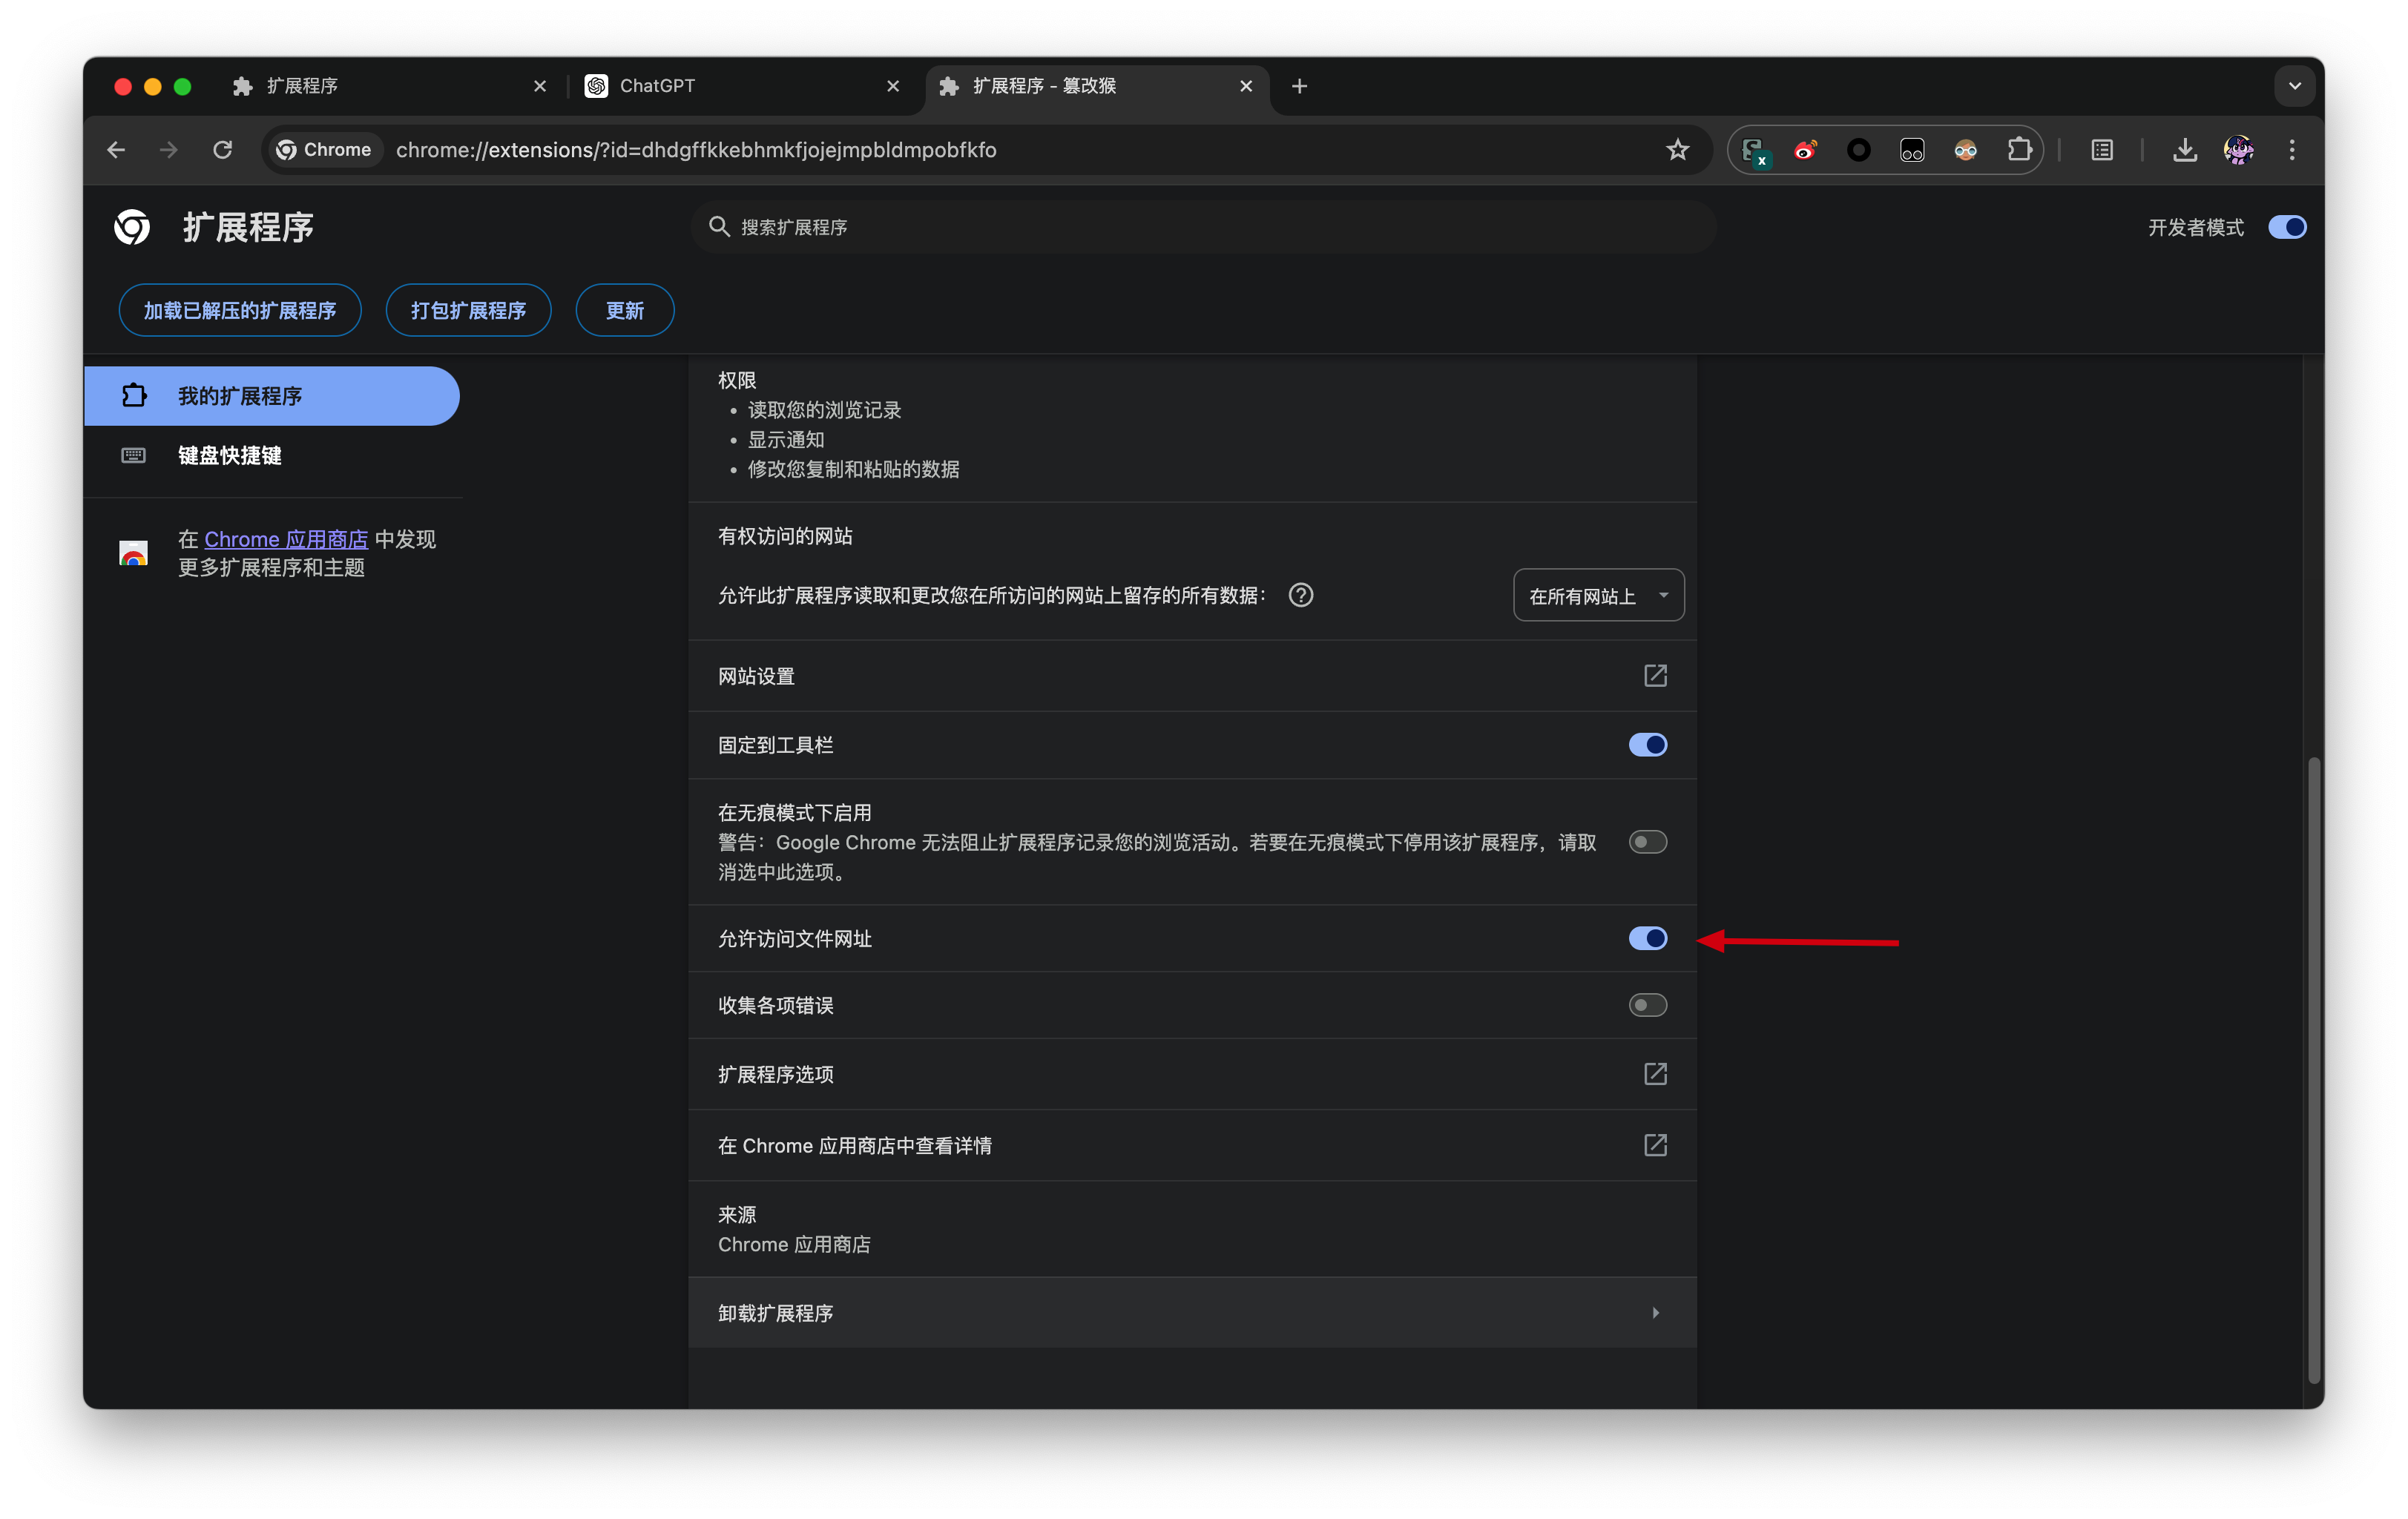 扩展程序
ChatGPT
扩展程序 - 篡改猴
Chrome
chrome://extensions/?id=dhdgffkkebhmkfjojejmpbldmpobfkfo
x
扩展程序
搜索扩展程序
开发者模式
加载已解压的扩展程序
打包扩展程序
更新
我的扩展程序
键盘快捷键
在 Chrome 应用商店 中发现
更多扩展程序和主题
权限
• 读取您的浏览记录
• 显示通知
• 修改您复制和粘贴的数据
有权访问的网站
允许此扩展程序读取和更改您在所访问的网站上留存的所有数据：
在所有网站上
网站设置
固定到工具栏
在无痕模式下启用
警告：Google Chrome 无法阻止扩展程序记录您的浏览活动。若要在无痕模式下停用该扩展程序，请取
消选中此选项。
允许访问文件网址
收集各项错误
扩展程序选项
在 Chrome 应用商店中查看详情
来源
Chrome 应用商店
卸载扩展程序